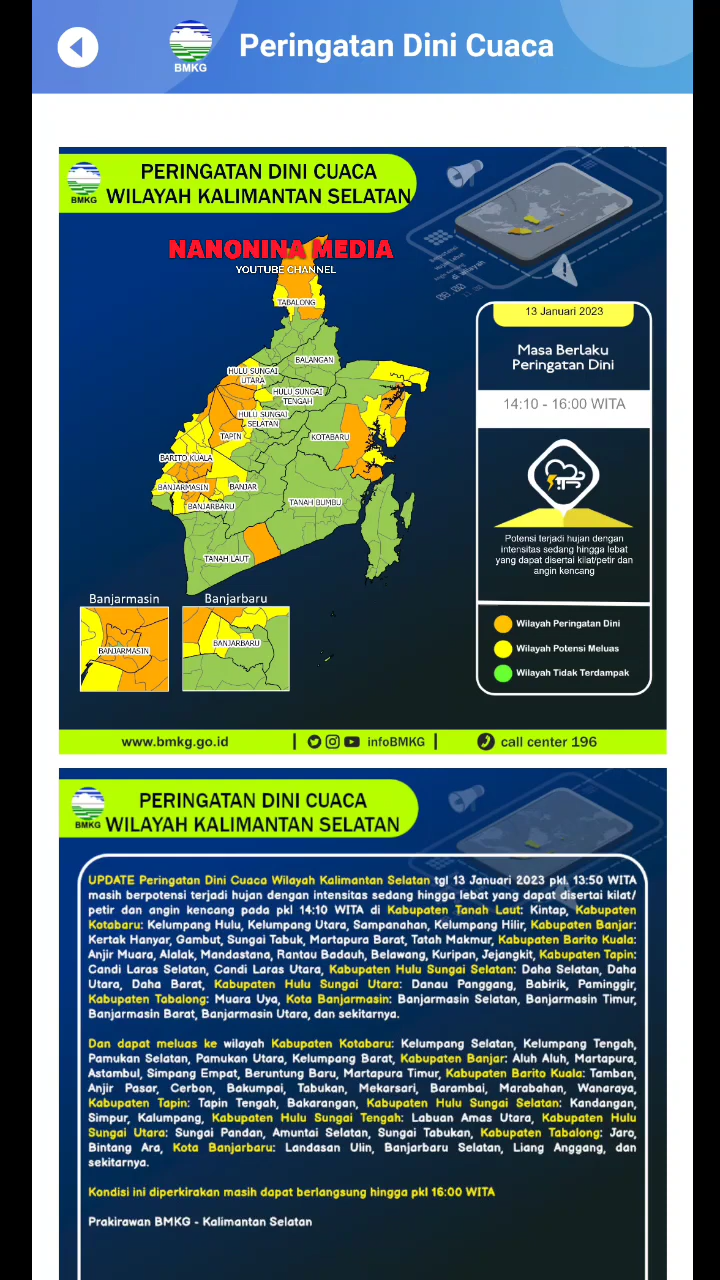 BMKG
Peringatan Dini Cuaca
BMKG
PERINGATAN DINI CUACA
WILAYAH KALIMANTAN SELATAN
NANONINA MEDIA
YOUTUBE CHANNEL
TABALONG
BALANGAN
HULU SUNGAI
UTARA
HULU SUNGAI
TENGAH
HULU SUNGAI
SELATAN
TAPIN
KOTABARU
BARITO KUALA
BANJARMASIN
BANJAR
BANJARBARU
TANAH BUMBU
TANAH LAUT
13 Januari 2023
Masa Berlaku
Peringatan Dini
14:10 - 16:00 WITA
Potensi terjadi hujan dengan
intensitas sedang hingga lebat
yang dapat disertai kilat/petir dan
angin kencang
Wilayah Peringatan Dini
Wilayah Potensi Meluas
Wilayah Tidak Terdampak
Banjarmasin
BANJARMASIN
Banjarbaru
BANJARBARU
www.bmkg.go.id | infoBMKG | call center 196
BMKG
PERINGATAN DINI CUACA
WILAYAH KALIMANTAN SELATAN
UPDATE Peringatan Dini Cuaca Wilayah Kalimantan Selatan tgl 13 Januari 2023 pkl. 13:50 WITA
masih berpotensi terjadi hujan dengan intensitas sedang hingga lebat yang dapat disertai kilat/
petir dan angin kencang pada pkl 14:10 WITA di Kabupaten Tanah Laut: Kintap, Kabupaten
Kotabaru: Kelumpang Hulu, Kelumpang Utara, Sampanahan, Kelumpang Hilir, Kabupaten Banjar:
Kertak Hanyar, Gambut, Sungai Tabuk, Martapura Barat, Tatah Makmur, Kabupaten Barito Kuala:
Anjir Muara, Alalak, Mandastana, Rantau Badauh, Belawang, Kuripan, Jejangkit, Kabupaten Tapin:
Candi Laras Selatan, Candi Laras Utara, Kabupaten Hulu Sungai Selatan: Daha Selatan, Daha
Utara, Daha Barat, Kabupaten Hulu Sungai Utara: Danau Panggang, Babirik, Paminggir,
Kabupaten Tabalong: Muara Uya, Kota Banjarmasin: Banjarmasin Selatan, Banjarmasin Timur,
Banjarmasin Barat, Banjarmasin Utara, dan sekitarnya.
Dan dapat meluas ke wilayah Kabupaten Kotabaru: Kelumpang Selatan, Kelumpang Tengah,
Pamukan Selatan, Pamukan Utara, Kelumpang Barat, Kabupaten Banjar: Aluh Aluh, Martapura,
Astambul, Simpang Empat, Beruntung Baru, Martapura Timur, Kabupaten Barito Kuala: Tamban,
Anjir Pasar, Cerbon, Bakumpai, Tabukan, Mekarsari, Barambai, Marabahan, Wanaraya,
Kabupaten Tapin: Tapin Tengah, Bakarangan, Kabupaten Hulu Sungai Selatan: Kandangan,
Simpur, Kalumpang, Kabupaten Hulu Sungai Tengah: Labuan Amas Utara, Kabupaten Hulu
Sungai Utara: Sungai Pandan, Amuntai Selatan, Sungai Tabukan, Kabupaten Tabalong: Jaro,
Bintang Ara, Kota Banjarbaru: Landasan Ulin, Banjarbaru Selatan, Liang Anggang, dan
sekitarnya.
Kondisi ini diperkirakan masih dapat berlangsung hingga pkl 16:00 WITA
Prakirawan BMKG - Kalimantan Selatan